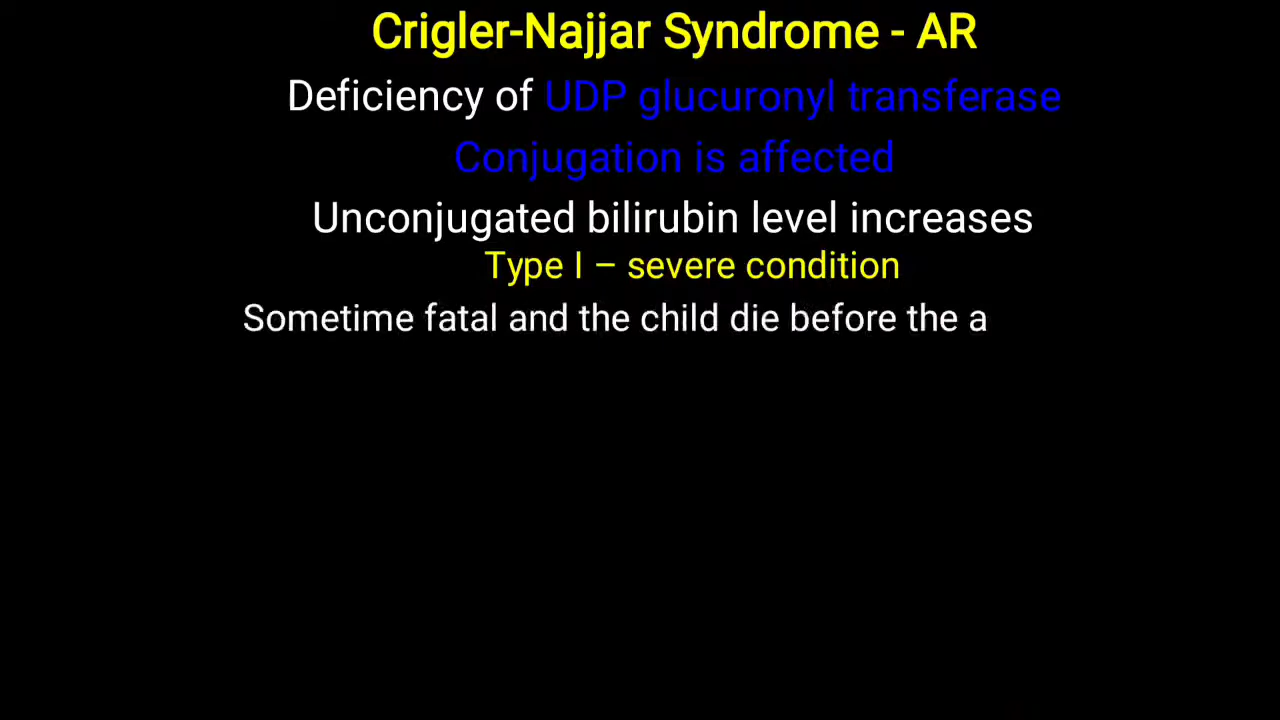 Crigler-Najjar Syndrome - AR
Deficiency of UDP glucuronyl transferase
Conjugation is affected
Unconjugated bilirubin level increases
Type I – severe condition
Sometime fatal and the child die before the a